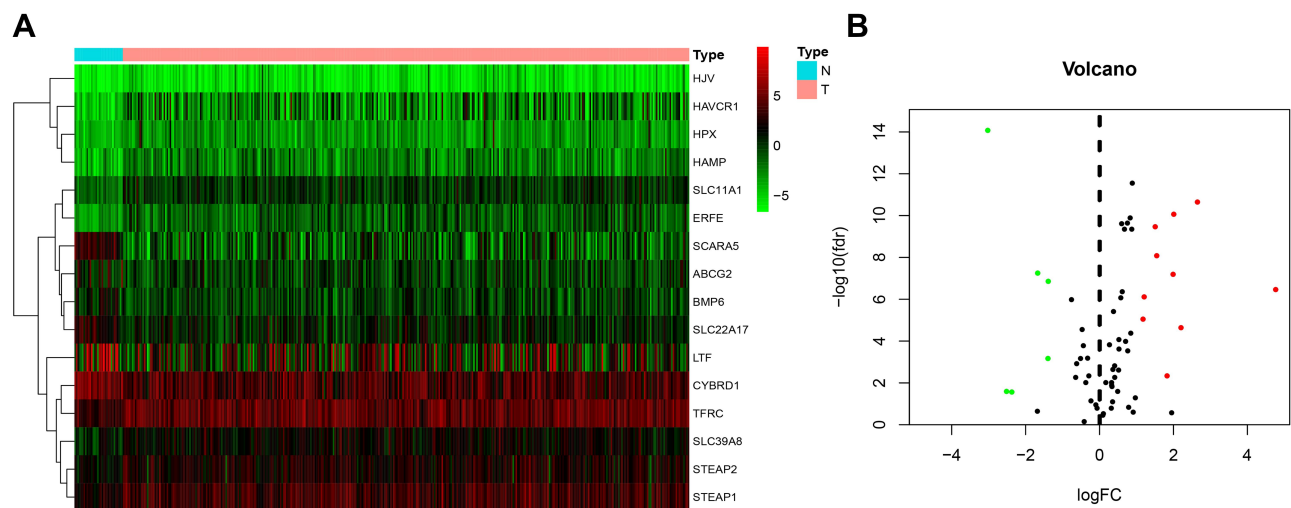 A
Type
HJV
HAVCR1
HPX
HAMP
SLC11A1
ERFE
SCARA5
ABCG2
BMP6
SLC22A17
LTF
CYBRD1
TFRC
SLC39A8
STEAP2
STEAP1
5
0
−5
Type
N
T
B
Volcano
−log10(fdr)
14
12
10
8
6
4
2
0
−4 −2 0 2 4
logFC